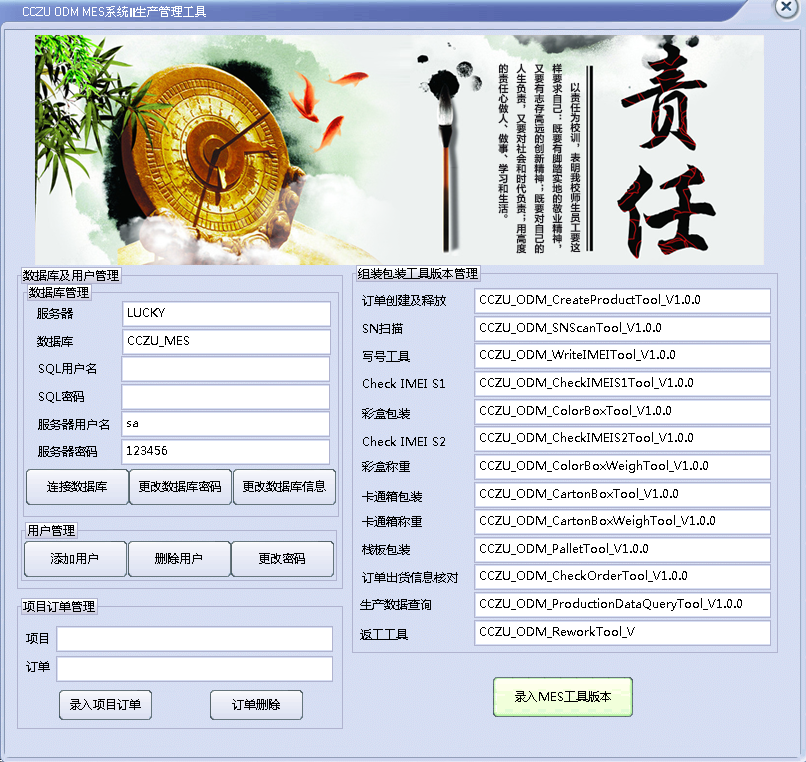 CCZU ODM MES系统||生产管理工具
责任
以责任为校训，表明我校师生员工要这
样要求自己：既要有脚踏实地的敬业精神，
又要有志存高远的创新精神；既要对自己的
人生负责，又要对社会和时代负责；用高度
的责任心做人、做事、学习和生活。
数据库及用户管理
数据库管理
服务器 LUCKY
数据库 CCZU_MES
SQL用户名
SQL密码
服务器用户名 sa
服务器密码 123456
连接数据库 更改数据库密码 更改数据库信息
用户管理
添加用户 删除用户 更改密码
项目订单管理
项目
订单
录入项目订单 订单删除
组装包装工具版本管理
订单创建及释放 CCZU_ODM_CreateProductTool_V1.0.0
SN扫描 CCZU_ODM_SNScanTool_V1.0.0
写号工具 CCZU_ODM_WriteIMEITool_V1.0.0
Check IMEI S1 CCZU_ODM_CheckIMEIS1Tool_V1.0.0
彩盒包装 CCZU_ODM_ColorBoxTool_V1.0.0
Check IMEI S2 CCZU_ODM_CheckIMEIS2Tool_V1.0.0
彩盒称重 CCZU_ODM_ColorBoxWeighTool_V1.0.0
卡通箱包装 CCZU_ODM_CartonBoxTool_V1.0.0
卡通箱称重 CCZU_ODM_CartonBoxWeighTool_V1.0.0
栈板包装 CCZU_ODM_PalletTool_V1.0.0
订单出货信息核对 CCZU_ODM_CheckOrderTool_V1.0.0
生产数据查询 CCZU_ODM_ProductionDataQueryTool_V1.0.0
返工工具 CCZU_ODM_ReworkTool_V
录入MES工具版本